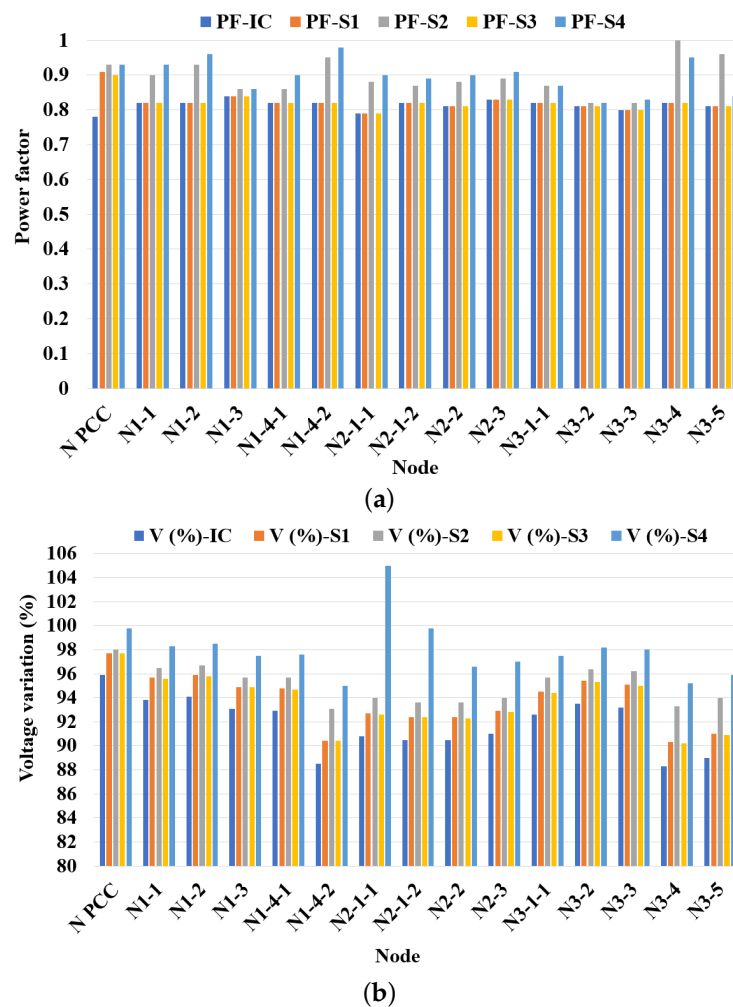 PF-IC PF-S1 PF-S2 PF-S3 PF-S4
1
0.9
0.8
0.7
0.6
0.5
0.4
0.3
0.2
0.1
0
Power factor
N PCC N1-1 N1-2 N1-3 N1-4-1 N1-4-2 N2-1-1 N2-1-2 N2-2 N2-3 N3-1-1 N3-2 N3-3 N3-4 N3-5
Node
(a)
V (%)-IC V (%)-S1 V (%)-S2 V (%)-S3 V (%)-S4
106
104
102
100
98
96
94
92
90
88
86
84
82
80
Voltage variation (%)
N PCC N1-1 N1-2 N1-3 N1-4-1 N1-4-2 N2-1-1 N2-1-2 N2-2 N2-3 N3-1-1 N3-2 N3-3 N3-4 N3-5
Node
(b)